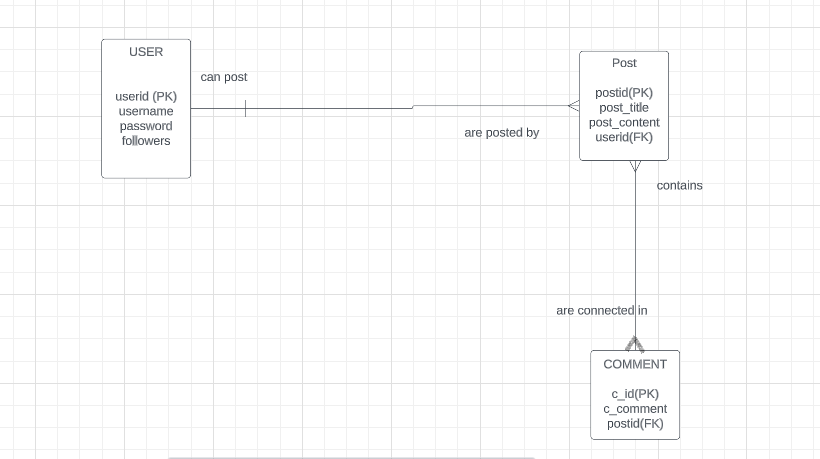 USER
userid (PK)
username
password
followers
can post
are posted by
Post
postid(PK)
post_title
post_content
userid(FK)
contains
are connected in
COMMENT
c_id(PK)
c_comment
postid(FK)